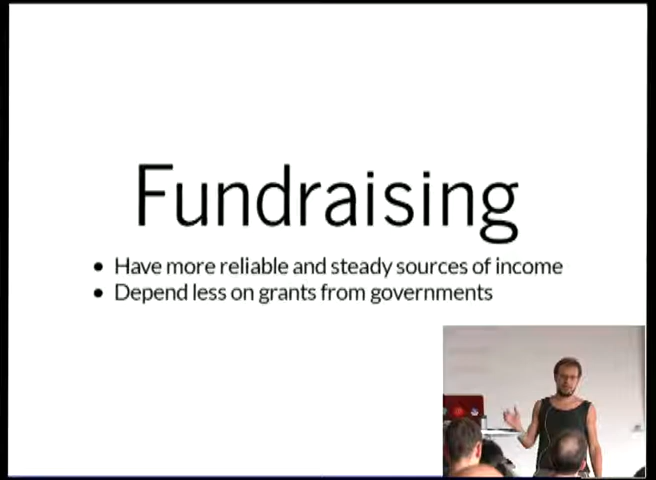 Fundraising
• Have more reliable and steady sources of income
• Depend less on grants from governments